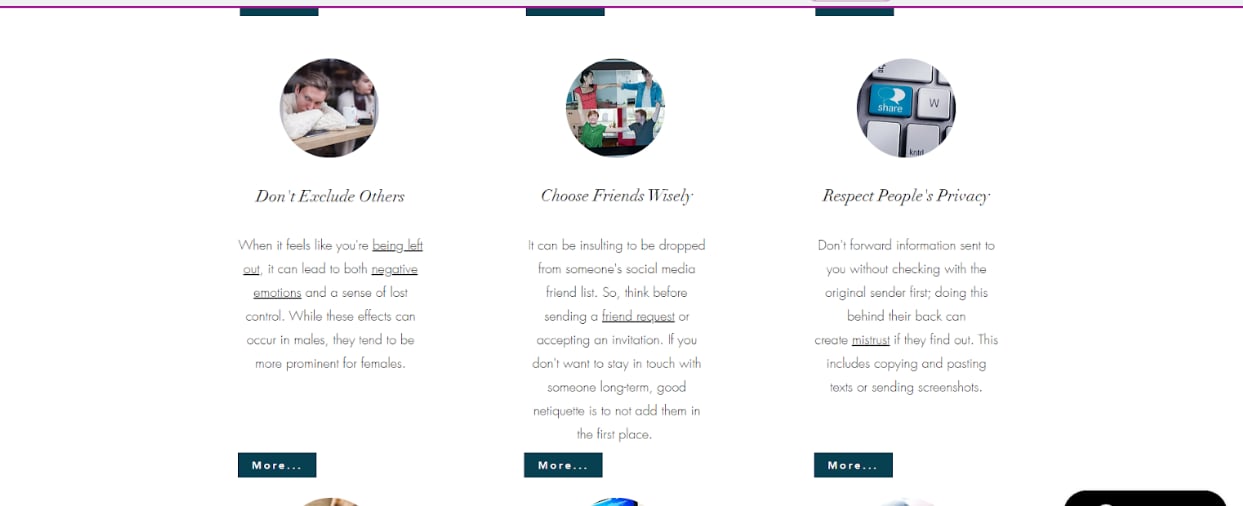 share
W
kntd
Don't Exclude Others
When it feels like you're being left
out, it can lead to both negative
emotions and a sense of lost
control. While these effects can
occur in males, they tend to be
more prominent for females.
More...
Choose Friends Wisely
It can be insulting to be dropped
from someone's social media
friend list. So, think before
sending a friend request or
accepting an invitation. If you
don't want to stay in touch with
someone long-term, good
netiquette is to not add them in
the first place.
More...
Respect People's Privacy
Don't forward information sent to
you without checking with the
original sender first; doing this
behind their back can
create mistrust if they find out. This
includes copying and pasting
texts or sending screenshots.
More...